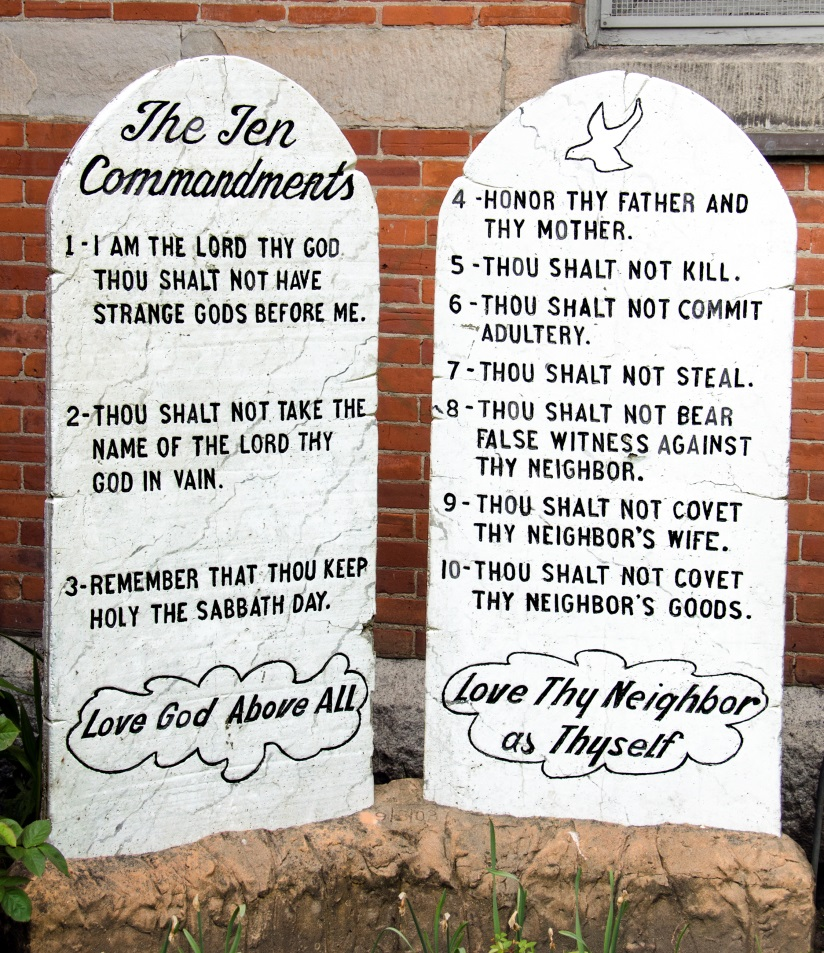 The Ten
Commandments
1-I AM THE LORD THY GOD
THOU SHALT NOT HAVE
STRANGE GODS BEFORE ME.
2-THOU SHALT NOT TAKE THE
NAME OF THE LORD THY
GOD IN VAIN.
3-REMEMBER THAT THOU KEEP
HOLY THE SABBATH DAY.
Love God Above All
4-HONOR THY FATHER AND
THY MOTHER.
5-THOU SHALT NOT KILL.
6-THOU SHALT NOT COMMIT
ADULTERY.
7-THOU SHALT NOT STEAL.
8-THOU SHALT NOT BEAR
FALSE WITNESS AGAINST
THY NEIGHBOR.
9-THOU SHALT NOT COVET
THY NEIGHBOR'S WIFE.
10-THOU SHALT NOT COVET
THY NEIGHBOR'S GOODS.
Love Thy Neighbor
as Thyself